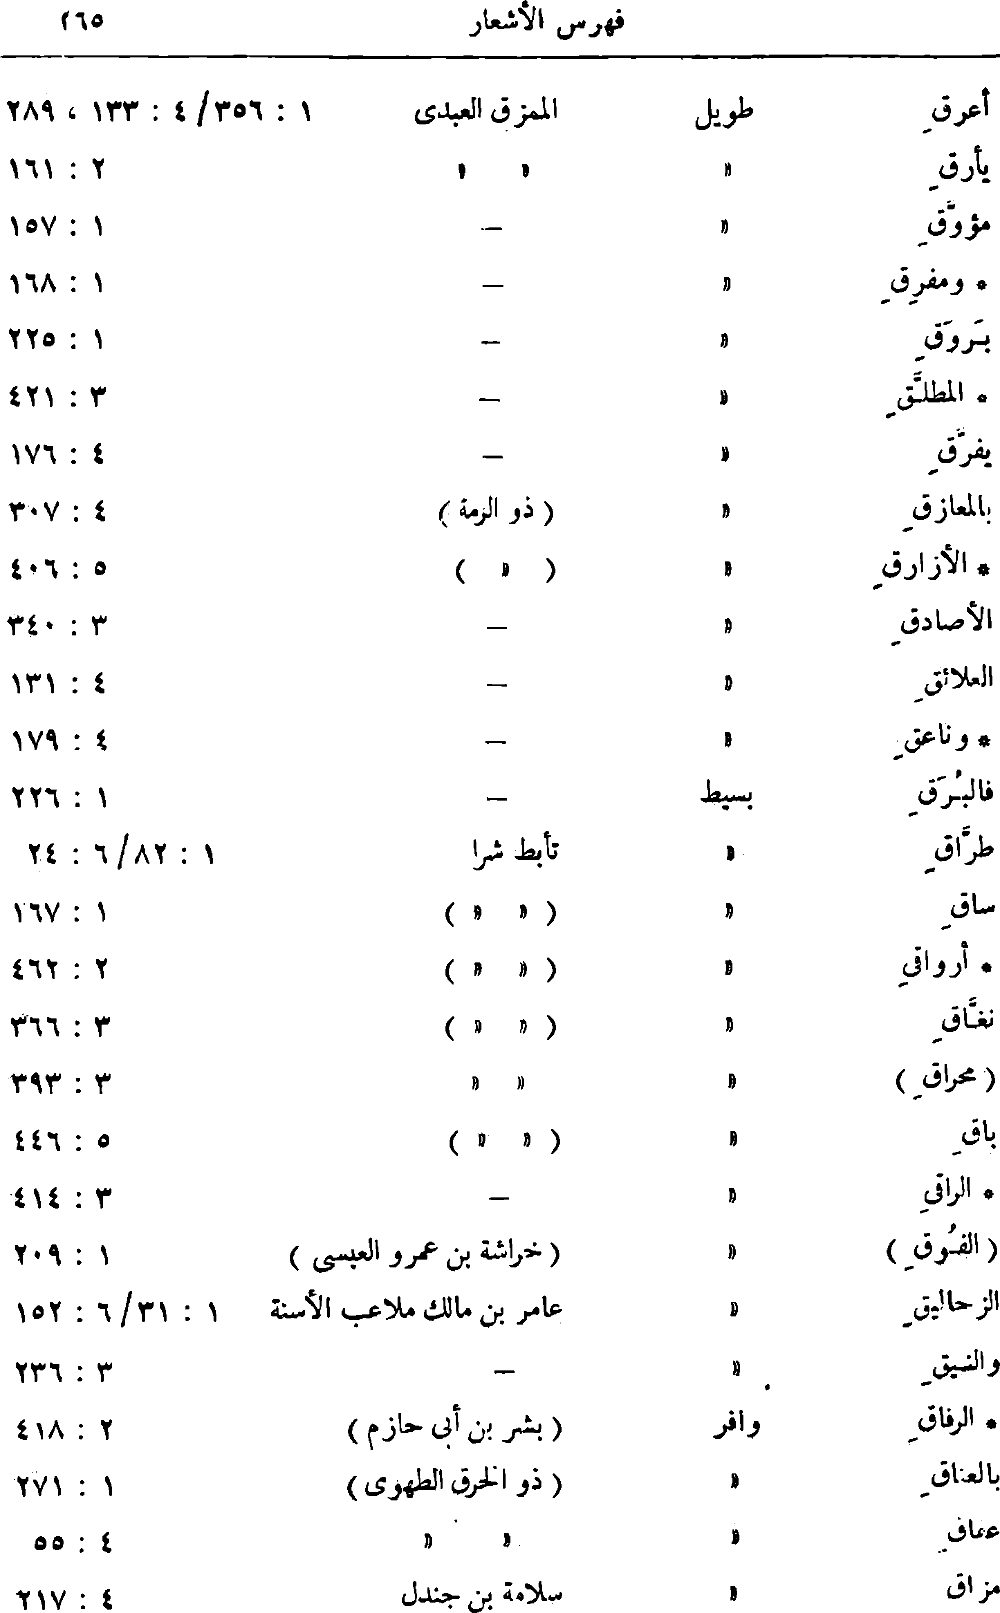 فهرس الأشعار ٢٦٥
أعرقِ طويل الممزق العبدى ١ : ٣٥٦/ ٤ : ١٣٣ ، ٢٨٩
يأرقِ » » » ٢ : ١٦١
مؤوَّقِ » — ١ : ١٥٧
* ومفرِقِ » — ١ : ١٦٨
بَروَقِ » — ١ : ٢٢٥
* المطلَّقِ » — ٣ : ٤٢١
يفرَّقِ » — ٤ : ١٧٦
بالمعازقِ » ( ذو الرمة ) ٤ : ٣٠٧
* الأزارقِ » ( » ) ٥ : ٤٠٦
الأصادقِ » — ٣ : ٣٤٠
العلائقِ » — ٤ : ١٣١
* وناعقِ » — ٤ : ١٧٩
فالبُرَقِ بسيط — ١ : ٢٢٦
طرَّاقِ » تأبط شرا ١ : ٨٢/ ٦ : ٢٤
ساقِ » ( » » ) ١ : ١٦٧
* أرواقِي » ( » » ) ٢ : ٤٦٢
نغَّاقِ » ( » » ) ٣ : ٣٦٦
( محراقِ ) » » » ٣ : ٣٩٣
باقِ » ( » » ) ٥ : ٤٤٦
* الراقِي » — ٣ : ٤١٤
( الفُوقِ ) » ( خراشة بن عمرو العبسى ) ١ : ٢٠٩
الزحاليقِ » عامر بن مالك ملاعب الأسنة ١ : ٣١/ ٦ : ١٥٢
والنيقِ » — ٣ : ٢٣٦
* الرفاقِ وافر ( بشر بن أبى حازم ) ٢ : ٤١٨
بالعناقِ » ( ذو الخرق الطهوى ) ١ : ٢٧١
عناقِ » » » ٤ : ٥٥
مزاق » سلامة بن جندل ٤ : ٢١٧